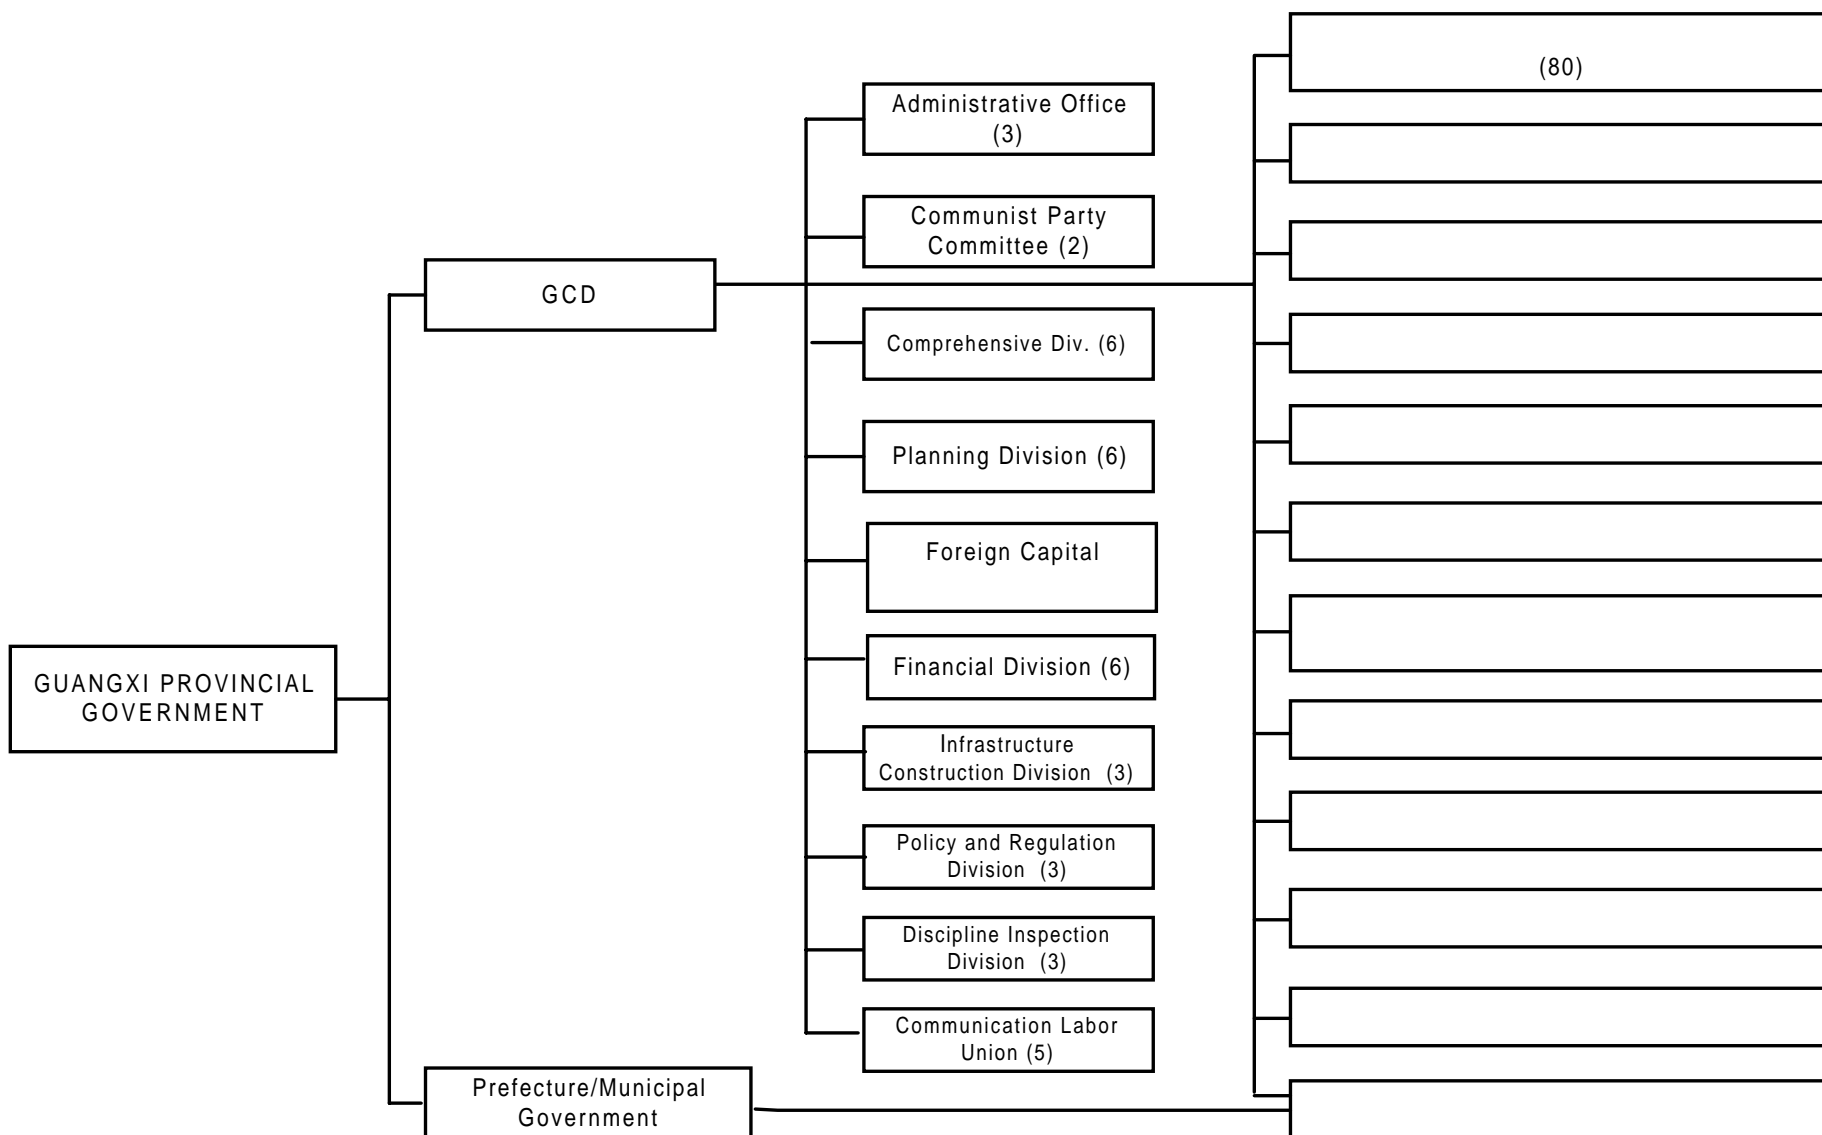 GUANGXI PROVINCIAL
GOVERNMENT
GCD
Prefecture/Municipal
Government
Administrative Office
(3)
Communist Party
Committee (2)
Comprehensive Div. (6)
Planning Division (6)
Foreign Capital
Financial Division (6)
Infrastructure
Construction Division (3)
Policy and Regulation
Division (3)
Discipline Inspection
Division (3)
Communication Labor
Union (5)
(80)